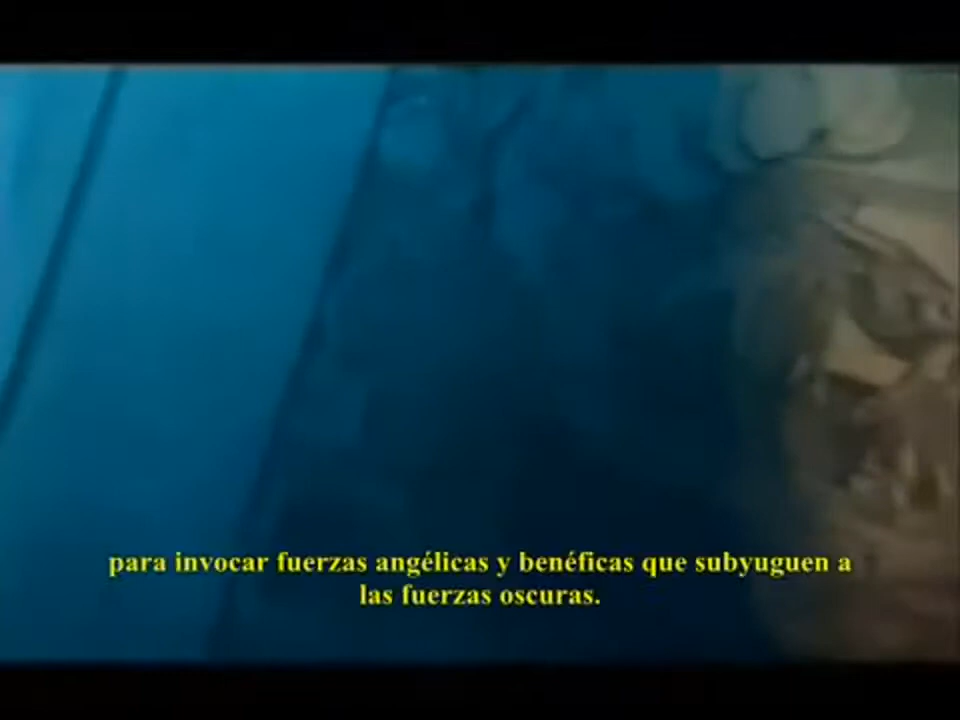 para invocar fuerzas angélicas y benéficas que subyuguen a
las fuerzas oscuras.